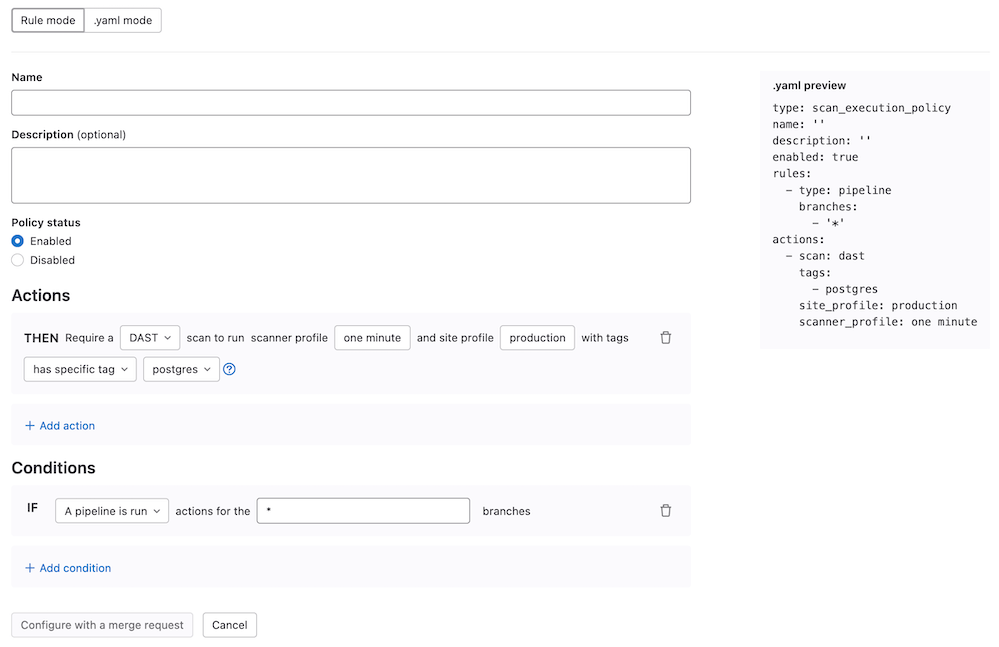 Rule mode .yaml mode
Name
Description (optional)
Policy status
Enabled
Disabled
Actions
THEN Require a DAST scan to run scanner profile one minute and site profile production with tags
has specific tag postgres ?
+ Add action
Conditions
IF A pipeline is run actions for the * branches
+ Add condition
Configure with a merge request Cancel
.yaml preview
type: scan_execution_policy
name: ''
description: ''
enabled: true
rules:
  - type: pipeline
    branches:
      - '*'
actions:
  - scan: dast
    tags:
      - postgres
    site_profile: production
    scanner_profile: one minute